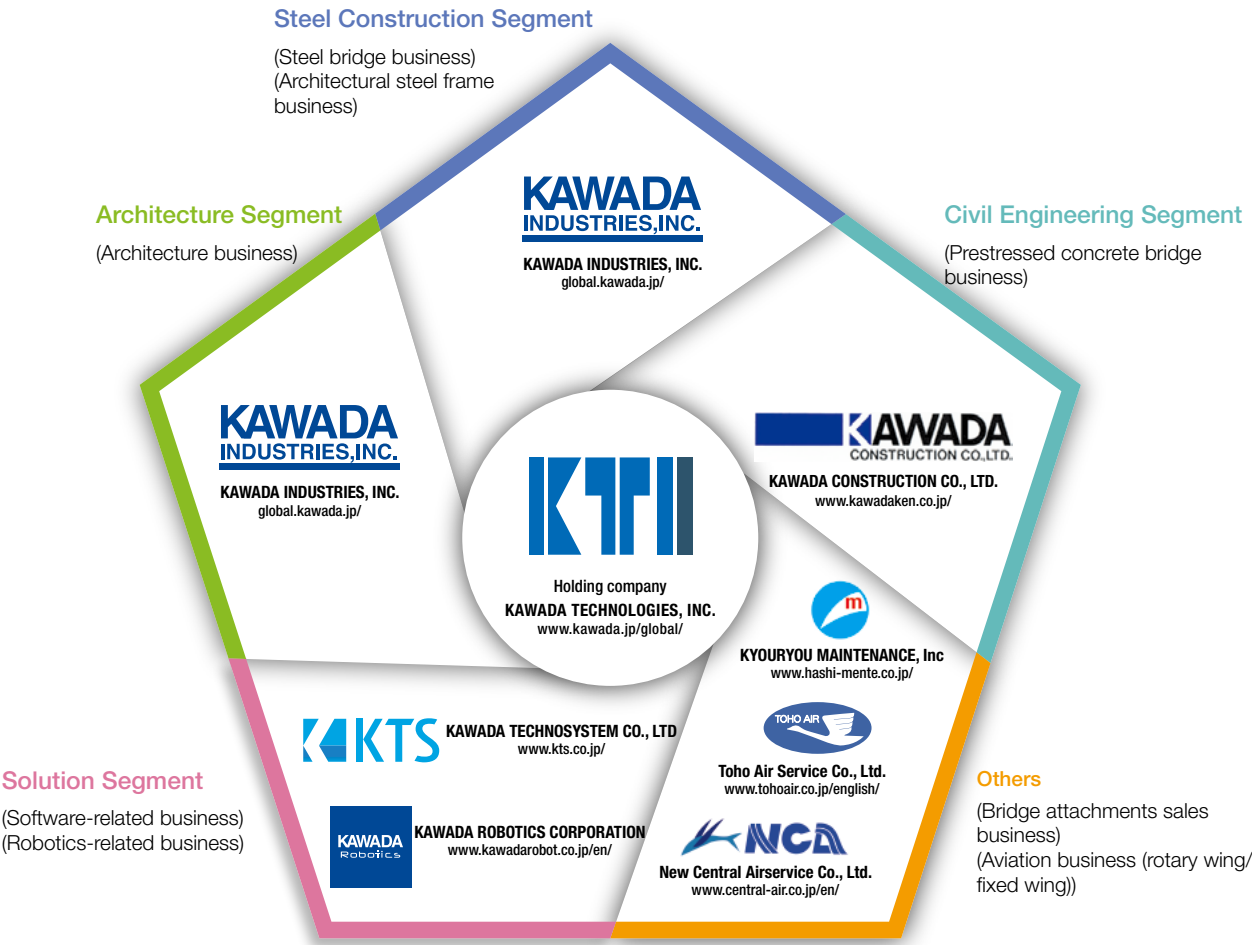 Steel Construction Segment
(Steel bridge business)
(Architectural steel frame
business)
KAWADA
INDUSTRIES,INC.
KAWADA INDUSTRIES, INC.
global.kawada.jp/
Architecture Segment
(Architecture business)
Civil Engineering Segment
(Prestressed concrete bridge
business)
KAWADA
INDUSTRIES,INC.
KAWADA INDUSTRIES, INC.
global.kawada.jp/
KAWADA
CONSTRUCTION CO.,LTD.
KAWADA CONSTRUCTION CO., LTD.
www.kawadaken.co.jp/
KTI
Holding company
KAWADA TECHNOLOGIES, INC.
www.kawada.jp/global/
m
KYOURYOU MAINTENANCE, Inc
www.hashi-mente.co.jp/
TOHO AIR
Toho Air Service Co., Ltd.
www.tohoair.co.jp/english/
NCA
New Central Airservice Co., Ltd.
www.central-air.co.jp/en/
KTS
KAWADA TECHNOSYSTEM CO., LTD
www.kts.co.jp/
KAWADA
Robotics
KAWADA ROBOTICS CORPORATION
www.kawadarobot.co.jp/en/
Solution Segment
(Software-related business)
(Robotics-related business)
Others
(Bridge attachments sales
business)
(Aviation business (rotary wing/
fixed wing))